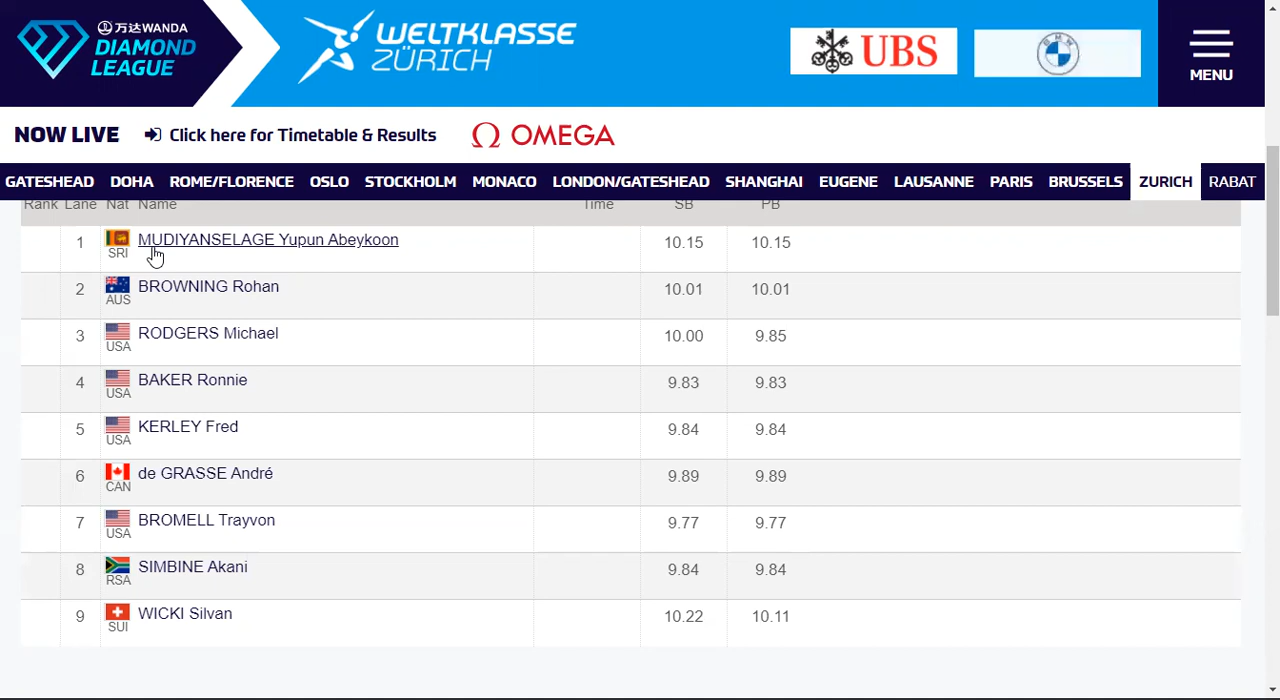 万达WANDA
DIAMOND
LEAGUE
WELTKLASSE
ZÜRICH
UBS
BMW
MENU
NOW LIVE Click here for Timetable & Results Ω OMEGA
GATESHEAD DOHA ROME/FLORENCE OSLO STOCKHOLM MONACO LONDON/GATESHEAD SHANGHAI EUGENE LAUSANNE PARIS BRUSSELS ZURICH RABAT
Rank Lane Nat Name Time SB PB
1 SRI MUDIYANSELAGE Yupun Abeykoon 10.15 10.15
2 AUS BROWNING Rohan 10.01 10.01
3 USA RODGERS Michael 10.00 9.85
4 USA BAKER Ronnie 9.83 9.83
5 USA KERLEY Fred 9.84 9.84
6 CAN de GRASSE André 9.89 9.89
7 USA BROMELL Trayvon 9.77 9.77
8 RSA SIMBINE Akani 9.84 9.84
9 SUI WICKI Silvan 10.22 10.11